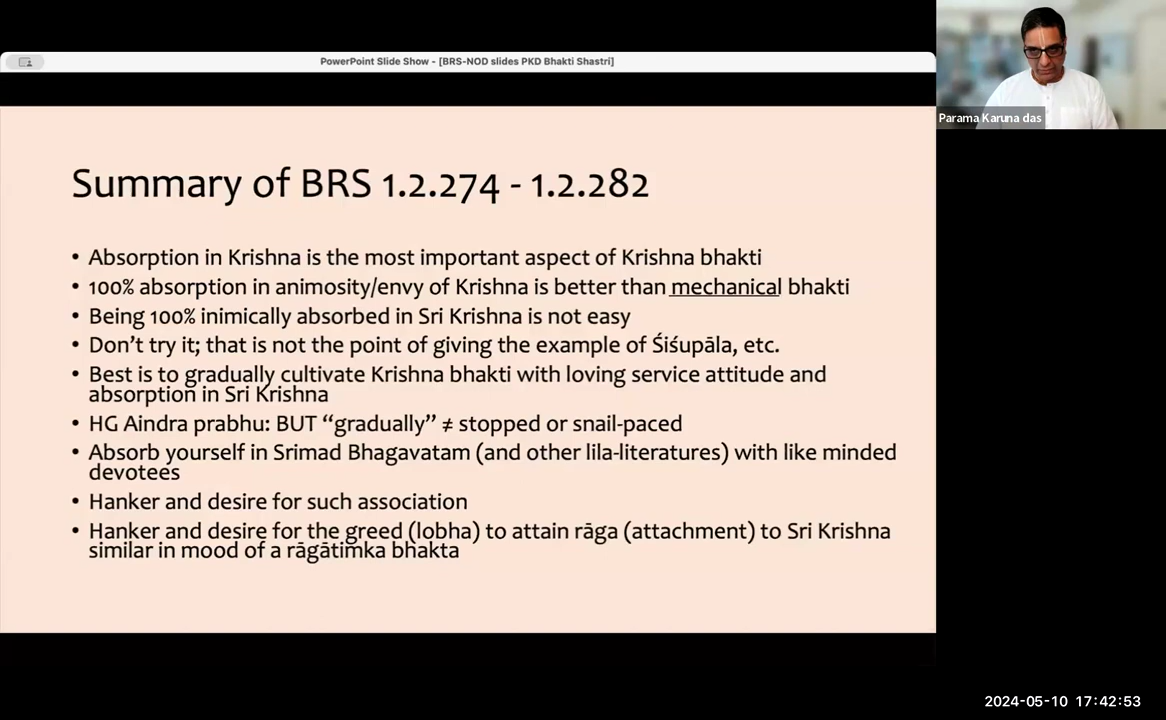 PowerPoint Slide Show - [BRS-NOD slides PKD Bhakti Shastri]
Parama Karuna das
Summary of BRS 1.2.274 - 1.2.282
• Absorption in Krishna is the most important aspect of Krishna bhakti
• 100% absorption in animosity/envy of Krishna is better than mechanical bhakti
• Being 100% inimically absorbed in Sri Krishna is not easy
• Don't try it; that is not the point of giving the example of Śiśupāla, etc.
• Best is to gradually cultivate Krishna bhakti with loving service attitude and
absorption in Sri Krishna
• HG Aindra prabhu: BUT "gradually" ≠ stopped or snail-paced
• Absorb yourself in Srimad Bhagavatam (and other lila-literatures) with like minded
devotees
• Hanker and desire for such association
• Hanker and desire for the greed (lobha) to attain rāga (attachment) to Sri Krishna
similar in mood of a rāgātimka bhakta
2024-05-10 17:42:53